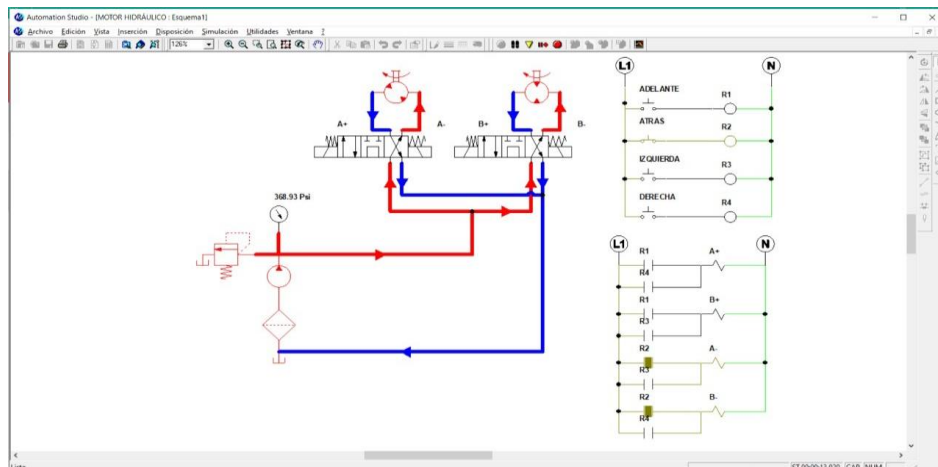 Automation Studio - [MOTOR HIDRÁULICO : Esquema1]
Archivo Edición Vista Inserción Disposición Simulación Utilidades Ventana ?
126%
L1 N
ADELANTE R1
ATRAS R2
IZQUIERDA R3
DERECHA R4
A+ A- B+ B-
368.93 Psi
L1 N
R1 A+
R4
R1 B+
R3
R2 A-
R3
R2 B-
R4